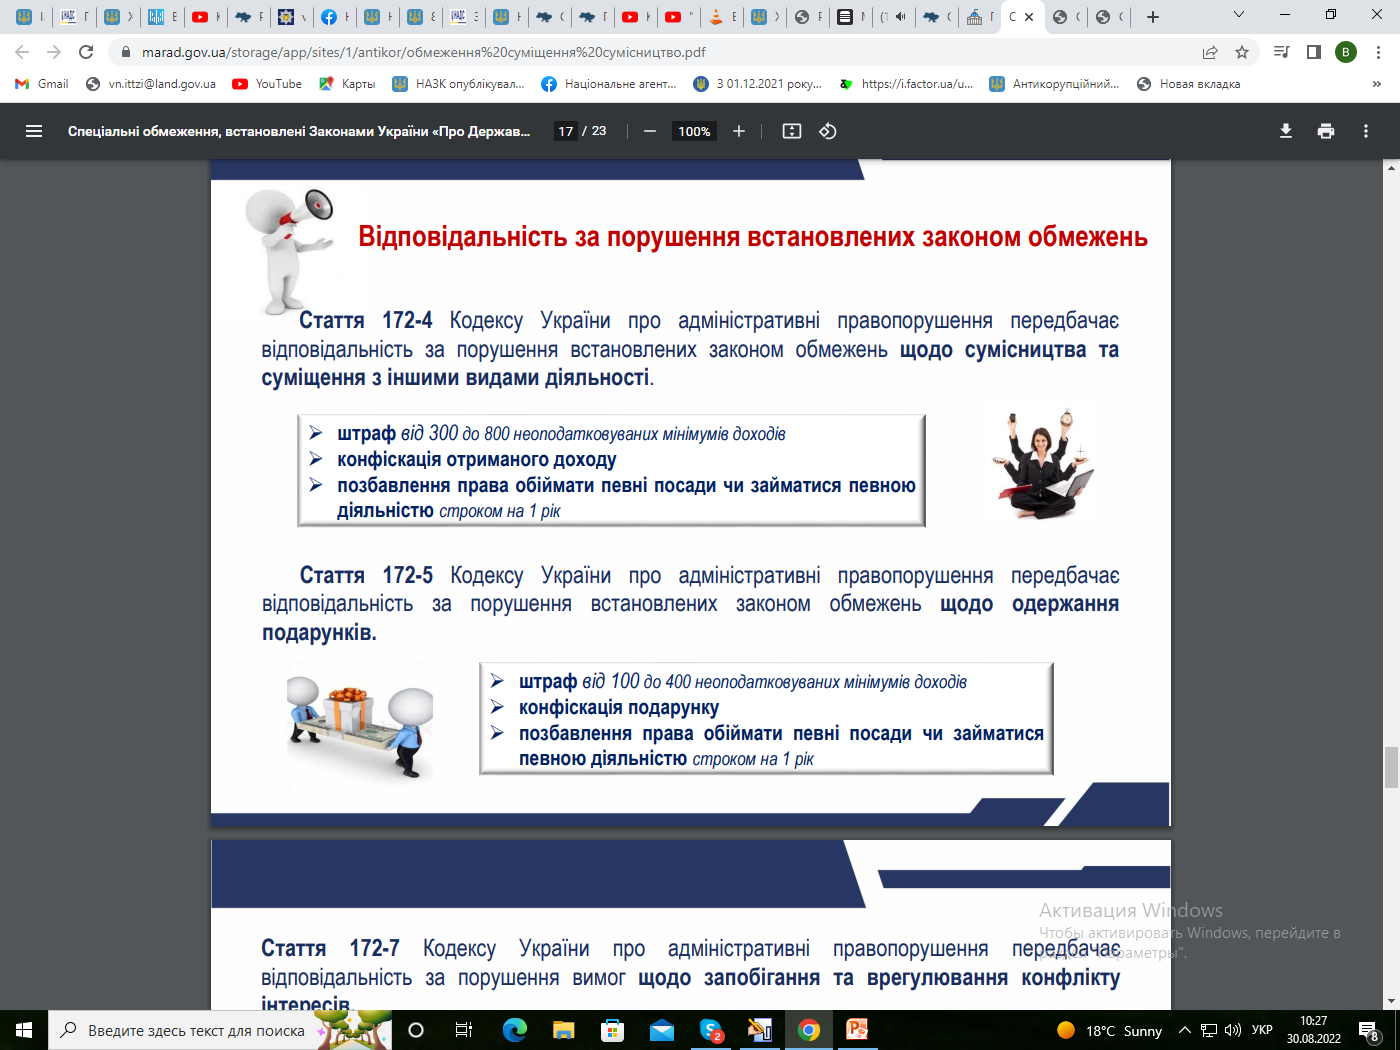 marad.gov.ua/storage/app/sites/1/antikor/обмеження%20суміщення%20сумісництво.pdf
B
Gmail
vn.ittzi@land.gov.ua
YouTube
Карты
НАЗК опублікувал...
Національне агент...
З 01.12.2021 року...
https://i.factor.ua/u...
Антикорупційний...
Новая вкладка
»
Спеціальні обмеження, встановлені Законами України «Про Держав...
17 / 23
100%
Відповідальність за порушення встановлених законом обмежень
Стаття 172-4 Кодексу України про адміністративні правопорушення передбачає
відповідальність за порушення встановлених законом обмежень щодо сумісництва та
суміщення з іншими видами діяльності.
штраф від 300 до 800 неоподатковуваних мінімумів доходів
конфіскація отриманого доходу
позбавлення права обіймати певні посади чи займатися певною
діяльністю строком на 1 рік
Стаття 172-5 Кодексу України про адміністративні правопорушення передбачає
відповідальність за порушення встановлених законом обмежень щодо одержання
подарунків.
штраф від 100 до 400 неоподатковуваних мінімумів доходів
конфіскація подарунку
позбавлення права обіймати певні посади чи займатися
певною діяльністю строком на 1 рік
Активация Windows
Чтобы активировать Windows, перейдите в
раздел "Параметры".
Стаття 172-7 Кодексу України про адміністративні правопорушення передбачає
відповідальність за порушення вимог щодо запобігання та врегулювання конфлікту
інтересів.
Введите здесь текст для поиска
2
18°C Sunny
УКР
10:27
30.08.2022
8